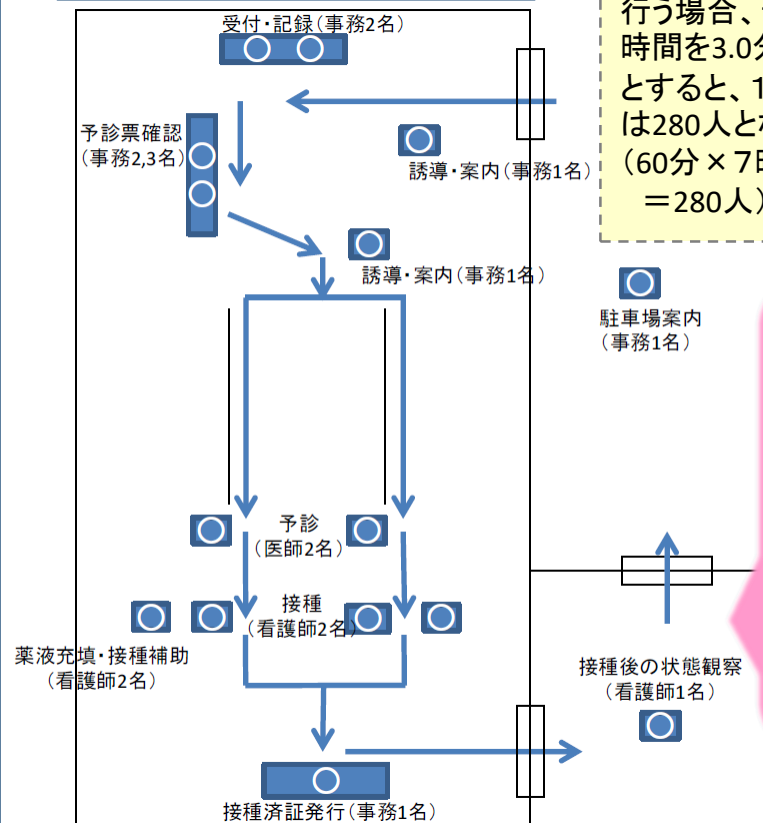 受付・記録（事務2名）
行う場合、
時間を3.0分
とすると、1
は280人と
（60分×7
＝280人）
予診票確認
（事務2,3名）
誘導・案内（事務1名）
誘導・案内（事務1名）
駐車場案内
（事務1名）
予診
（医師2名）
接種
（看護師2名）
薬液充填・接種補助
（看護師2名）
接種後の状態観察
（看護師1名）
接種済証発行（事務1名）